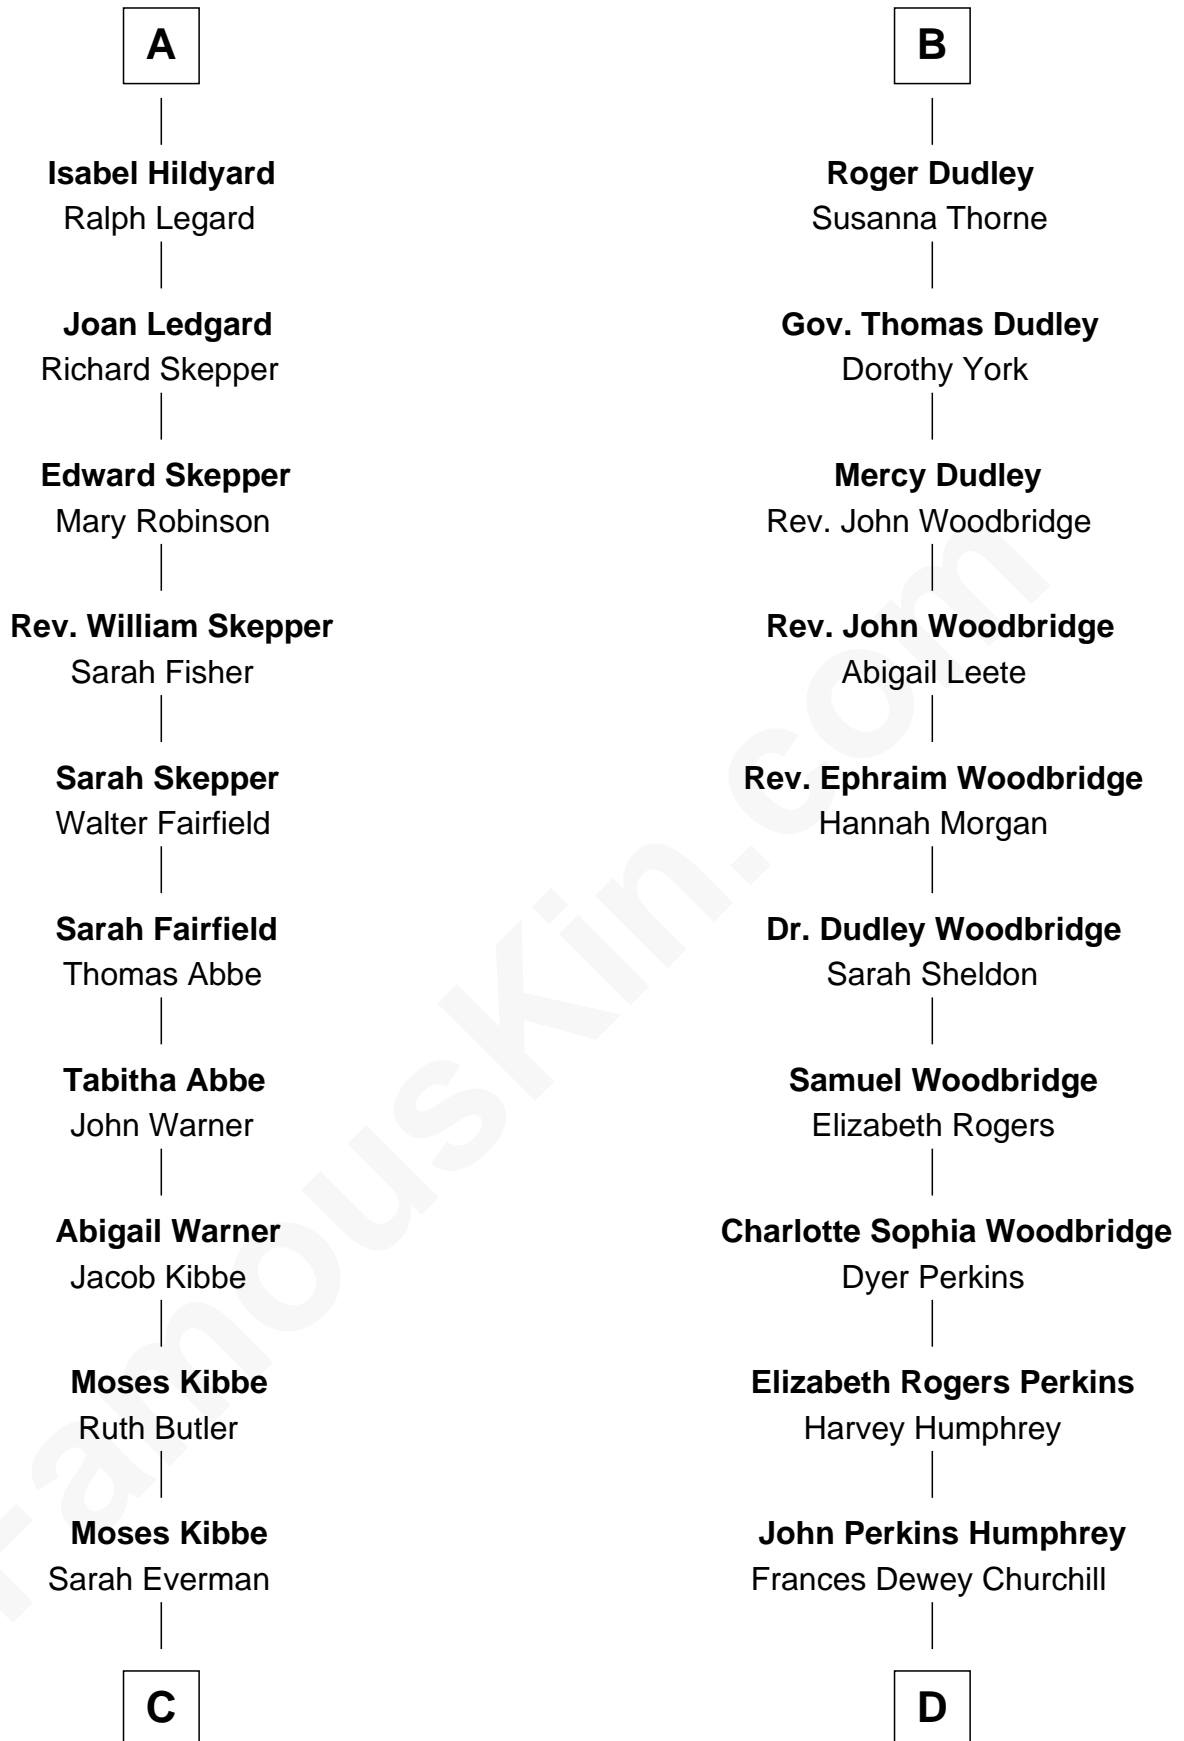 A
Isabel Hildyard
Ralph Legard
Joan Ledgard
Richard Skepper
Edward Skepper
Mary Robinson
Rev. William Skepper
Sarah Fisher
Sarah Skepper
Walter Fairfield
Sarah Fairfield
Thomas Abbe
Tabitha Abbe
John Warner
Abigail Warner
Jacob Kibbe
Moses Kibbe
Ruth Butler
Moses Kibbe
Sarah Everman
C
B
Roger Dudley
Susanna Thorne
Gov. Thomas Dudley
Dorothy York
Mercy Dudley
Rev. John Woodbridge
Rev. John Woodbridge
Abigail Leete
Rev. Ephraim Woodbridge
Hannah Morgan
Dr. Dudley Woodbridge
Sarah Sheldon
Samuel Woodbridge
Elizabeth Rogers
Charlotte Sophia Woodbridge
Dyer Perkins
Elizabeth Rogers Perkins
Harvey Humphrey
John Perkins Humphrey
Frances Dewey Churchill
D
FamousKin.com